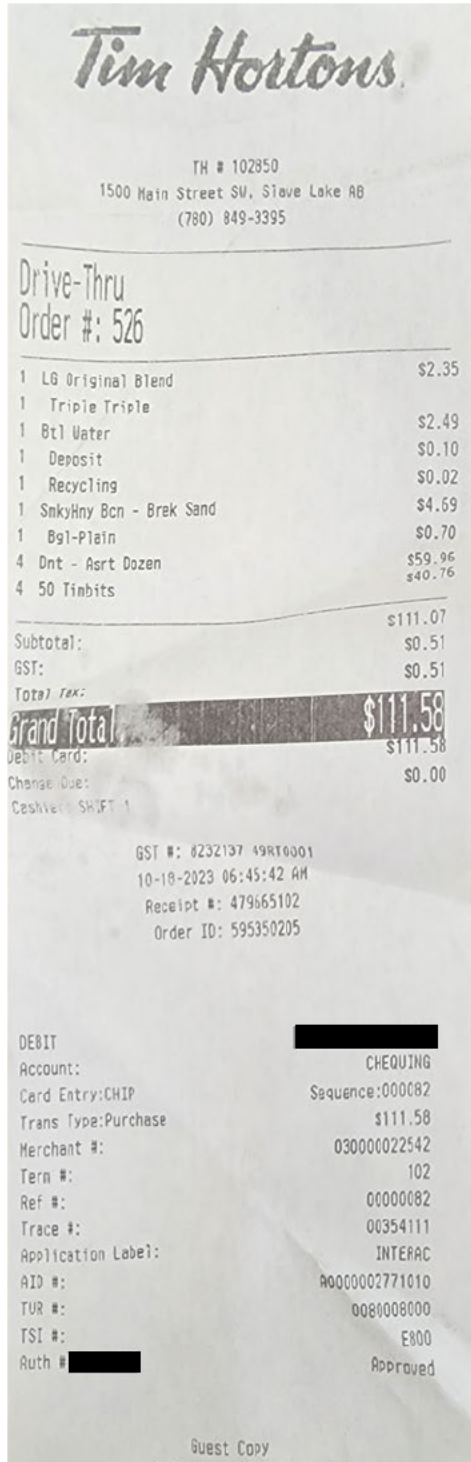 Tim Hortons.
TH # 102850
1500 Main Street SW, Slave Lake AB
(780) 849-3395
Drive-Thru
Order #: 526
1 LG Original Blend $2.35
1 Triple Triple
1 Btl Water $2.49
1 Deposit $0.10
1 Recycling $0.02
1 SmkyHny Bcn - Brek Sand $4.69
1 Bgl-Plain $0.70
4 Dnt - Asrt Dozen $59.96
4 50 Timbits $40.76
Subtotal: $111.07
GST: $0.51
Total Tax: $0.51
Grand Total $111.58
Debit Card: $111.58
Change Due: $0.00
Cashier: SHIFT 1
GST #: 8232137 49RT0001
10-18-2023 06:45:42 AM
Receipt #: 479665102
Order ID: 595350205
DEBIT
Account: CHEQUING
Card Entry:CHIP Sequence:000082
Trans Type:Purchase $111.58
Merchant #: 030000022542
Term #: 102
Ref #: 00000082
Trace #: 00354111
Application Label: INTERAC
AID #: A0000002771010
TVR #: 0080008000
TSI #: E800
Auth # Approved
Guest Copy